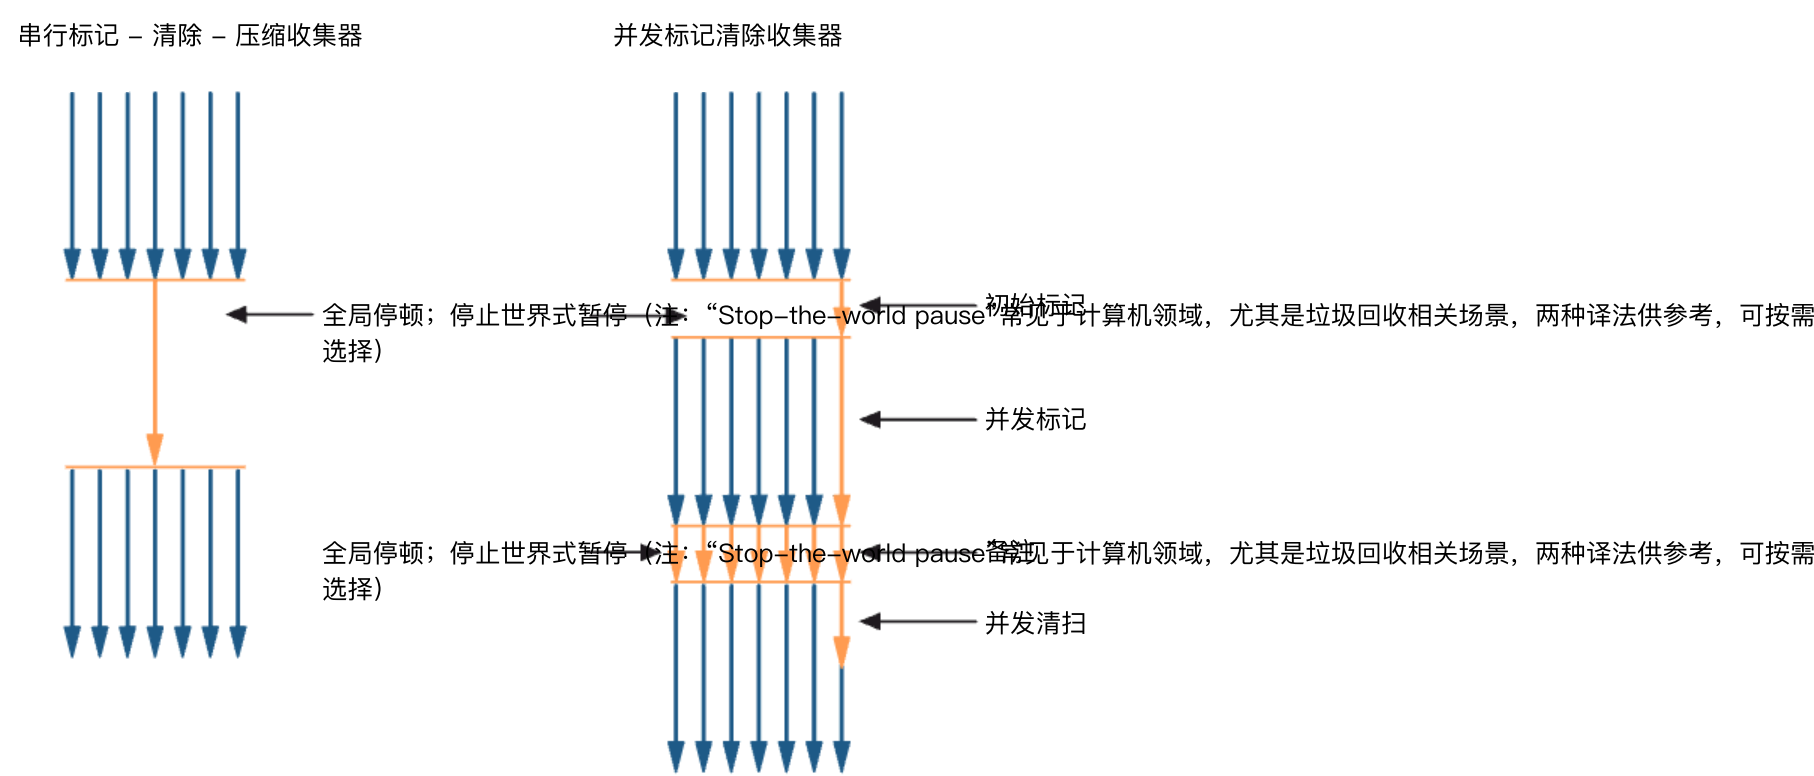 串行标记 – 清除 – 压缩收集器
并发标记清除收集器
初始标记
全局停顿；停止世界式暂停（注：“Stop-the-world pause”常见于计算机领域，尤其是垃圾回收相关场景，两种译法供参考，可按需
选择）
并发标记
全局停顿；停止世界式暂停（注：“Stop-the-world pause”常见于计算机领域，尤其是垃圾回收相关场景，两种译法供参考，可按需
选择）
备注
并发清扫